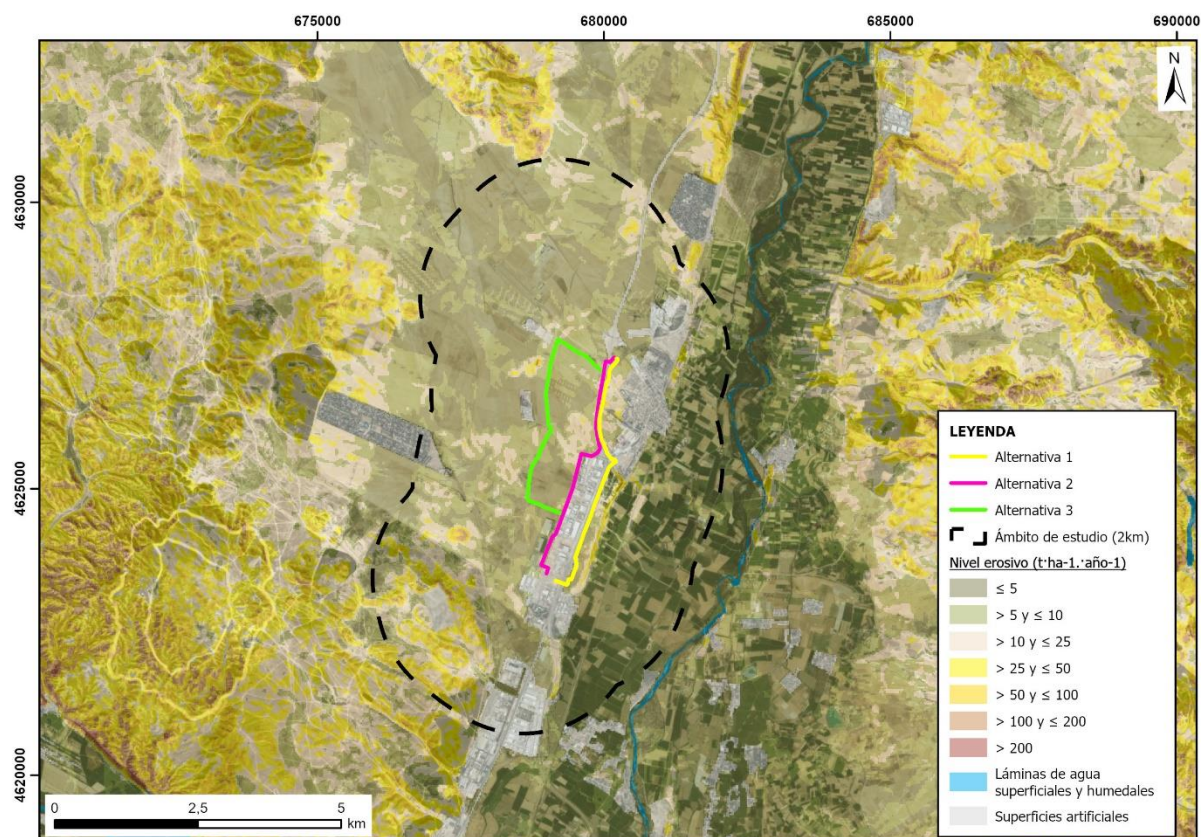 675000
680000
685000
690000
N
4630000
4625000
4620000
LEYENDA
Alternativa 1
Alternativa 2
Alternativa 3
Ámbito de estudio (2km)
Nivel erosivo (t·ha-1.·año-1)
≤ 5
> 5 y ≤ 10
> 10 y ≤ 25
> 25 y ≤ 50
> 50 y ≤ 100
> 100 y ≤ 200
> 200
Láminas de agua
superficiales y humedales
Superficies artificiales
0 2,5 5
km